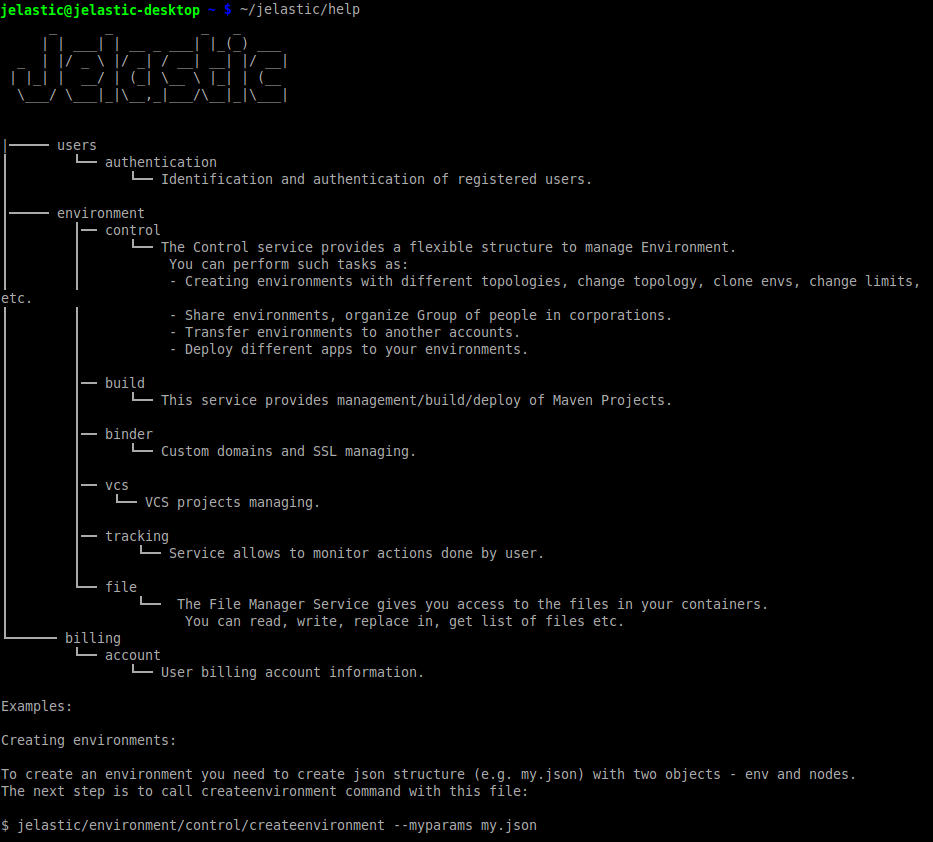 jelastic@jelastic-desktop ~ $ ~/jelastic/help
Jelastic
users
authentication
Identification and authentication of registered users.
environment
control
The Control service provides a flexible structure to manage Environment.
You can perform such tasks as:
- Creating environments with different topologies, change topology, clone envs, change limits,
etc.
- Share environments, organize Group of people in corporations.
- Transfer environments to another accounts.
- Deploy different apps to your environments.
build
This service provides management/build/deploy of Maven Projects.
binder
Custom domains and SSL managing.
vcs
VCS projects managing.
tracking
Service allows to monitor actions done by user.
file
The File Manager Service gives you access to the files in your containers.
You can read, write, replace in, get list of files etc.
billing
account
User billing account information.
Examples:
Creating environments:
To create an environment you need to create json structure (e.g. my.json) with two objects - env and nodes.
The next step is to call createenvironment command with this file:
$ jelastic/environment/control/createenvironment --myparams my.json